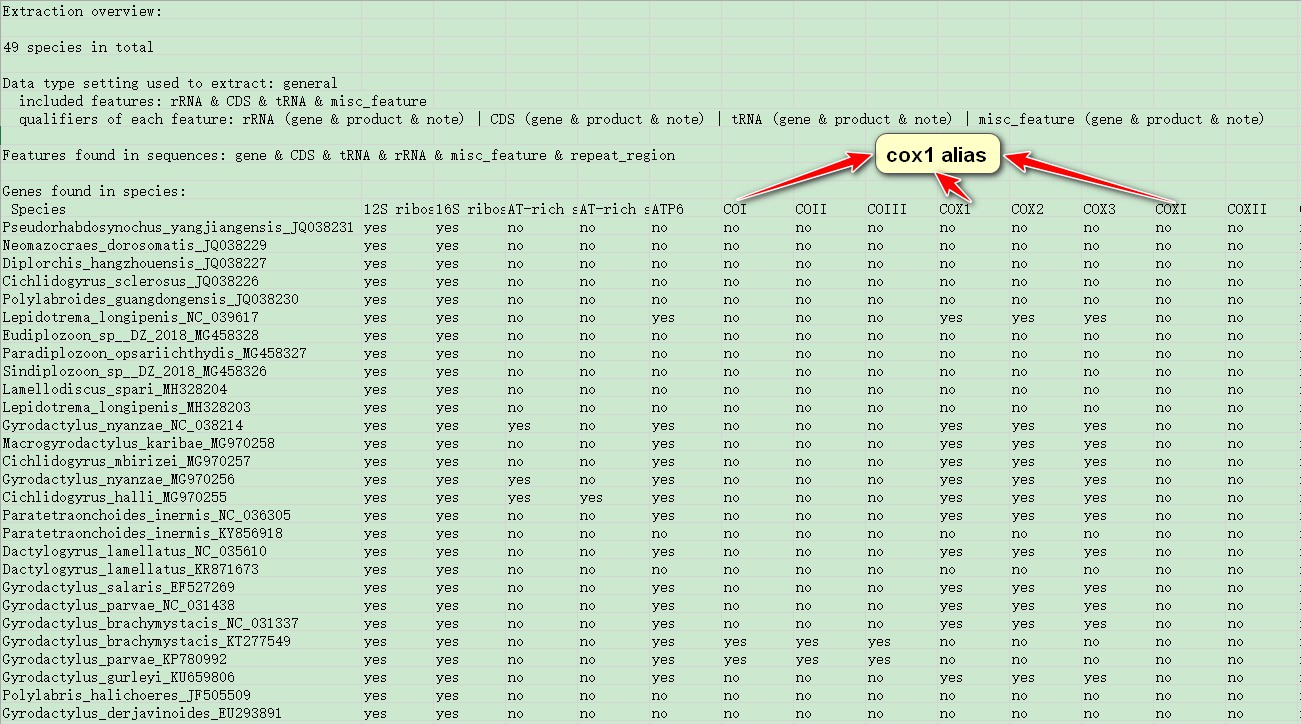 Extraction overview:
49 species in total
Data type setting used to extract: general
included features: rRNA & CDS & tRNA & misc_feature
qualifiers of each feature: rRNA (gene & product & note) | CDS (gene & product & note) | tRNA (gene & product & note) | misc_feature (gene & product & note)
cox1 alias
Features found in sequences: gene & CDS & tRNA & rRNA & misc_feature & repeat_region
Genes found in species:
Species 12S ribos 16S ribos AT-rich s AT-rich s ATP6 COI COII COIII COX1 COX2 COX3 COXI COXII
Pseudorhabdosynochus_yangjiangensis_JQ038231 yes yes no no no no no no no no no no no
Neomazocraes_dorosomatis_JQ038229 yes yes no no no no no no no no no no no
Diplorchis_hangzhouensis_JQ038227 yes yes no no no no no no no no no no no
Cichlidogyrus_sclerosus_JQ038226 yes yes no no no no no no no no no no no
Polylabroides_guangdongensis_JQ038230 yes yes no no no no no no no no no no no
Lepidotrema_longipenis_NC_039617 yes yes no no yes no no no yes yes yes no no
Eudiplozoon_sp__DZ_2018_MG458328 yes yes no no no no no no no no no no no
Paradiplozoon_opsariichthydis_MG458327 yes yes no no no no no no no no no no no
Sindiplozoon_sp__DZ_2018_MG458326 yes yes no no no no no no no no no no no
Lamellodiscus_spari_MH328204 yes yes no no no no no no no no no no no
Lepidotrema_longipenis_MH328203 yes yes no no no no no no no no no no no
Gyrodactylus_nyanzae_NC_038214 yes yes yes no yes no no no yes yes yes no no
Macrogyrodactylus_karibae_MG970258 yes yes no no yes no no no yes yes yes no no
Cichlidogyrus_mbirizei_MG970257 yes yes no no yes no no no yes yes yes no no
Gyrodactylus_nyanzae_MG970256 yes yes yes no yes no no no yes yes yes no no
Cichlidogyrus_halli_MG970255 yes yes yes yes yes no no no yes yes yes no no
Paratetraonchoides_inermis_NC_036305 yes yes no no yes no no no yes yes yes no no
Paratetraonchoides_inermis_KY856918 yes yes no no no no no no no no no no no
Dactylogyrus_lamellatus_NC_035610 yes yes no no yes no no no yes yes yes no no
Dactylogyrus_lamellatus_KR871673 yes yes no no no no no no no no no no no
Gyrodactylus_salaris_EF527269 yes yes no no yes no no no yes yes yes no no
Gyrodactylus_parvae_NC_031438 yes yes no no yes no no no yes yes yes no no
Gyrodactylus_brachymystacis_NC_031337 yes yes no no yes no no no yes yes yes no no
Gyrodactylus_brachymystacis_KT277549 yes yes no no yes yes yes yes no no no no no
Gyrodactylus_parvae_KP780992 yes yes no no yes yes yes yes no no no no no
Gyrodactylus_gurleyi_KU659806 yes yes no no yes no no no yes yes yes no no
Polylabris_halichoeres_JF505509 yes yes no no no no no no no no no no no
Gyrodactylus_derjavinoides_EU293891 yes yes no no no no no no no no no no no